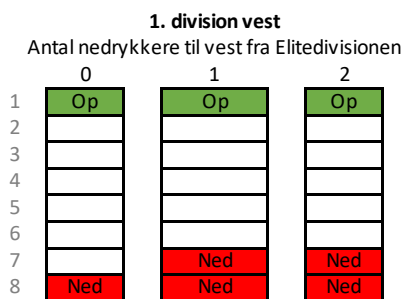 1. division vest
Antal nedrykkere til vest fra Elitedivisionen
0 1 2
1 Op Op Op
2
3
4
5
6
7 Ned Ned
8 Ned Ned Ned